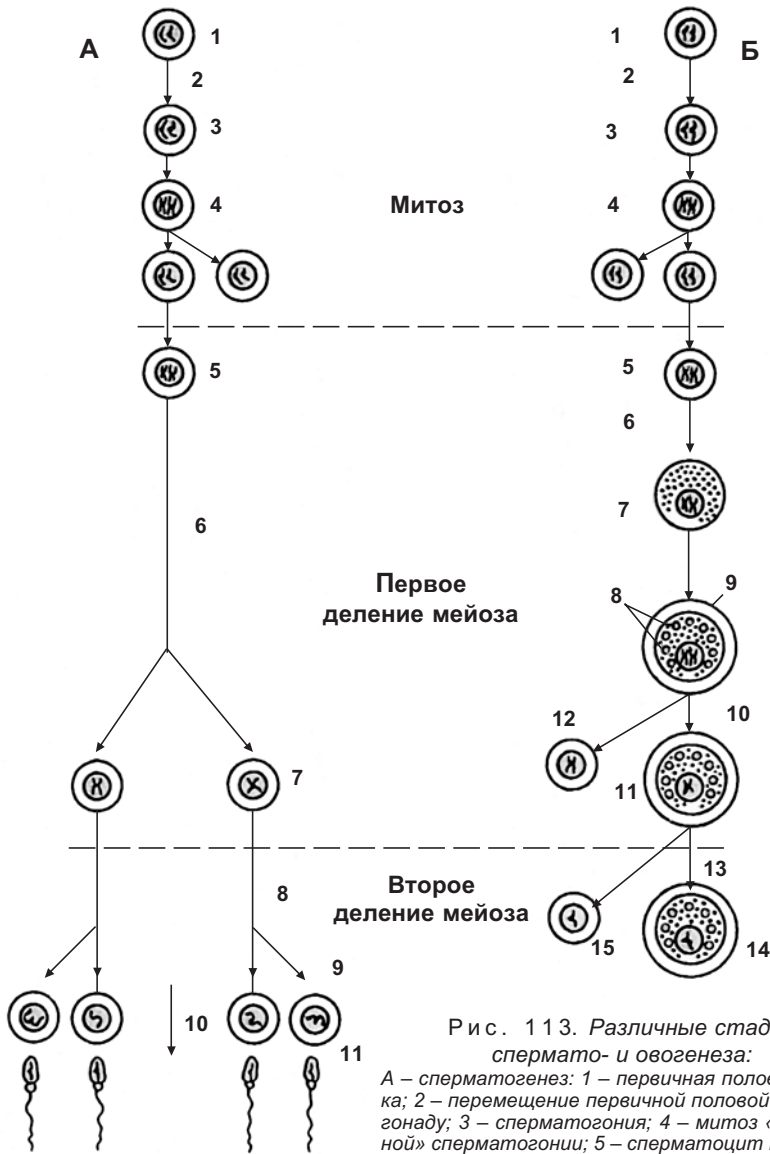 А 1 1 Б
2 2
3 3
4 Митоз 4
5 5
6
6 7
Первое
деление мейоза
8 9
10
12
7 11
Второе
деление мейоза
8 13
15 14
9
10 11
Рис. 113. Различные
спермато- и овогенеза:
А – сперматогенез: 1 – первичная
ка; 2 – перемещение первичной половой
гонаду; 3 – сперматогония; 4 – митоз
ной» сперматогонии; 5 – сперматоцит